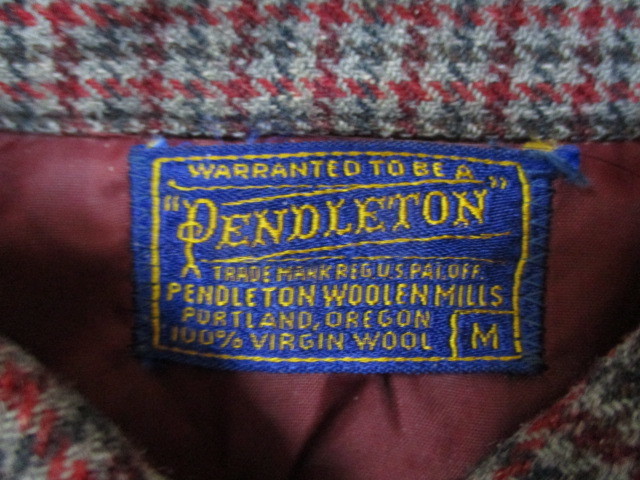 WARRANTED TO BE A
"PENDLETON"
TRADE MARK REG.U.S.PAT.OFF.
PENDLETON WOOLEN MILLS
PORTLAND, OREGON
100% VIRGIN WOOL
M